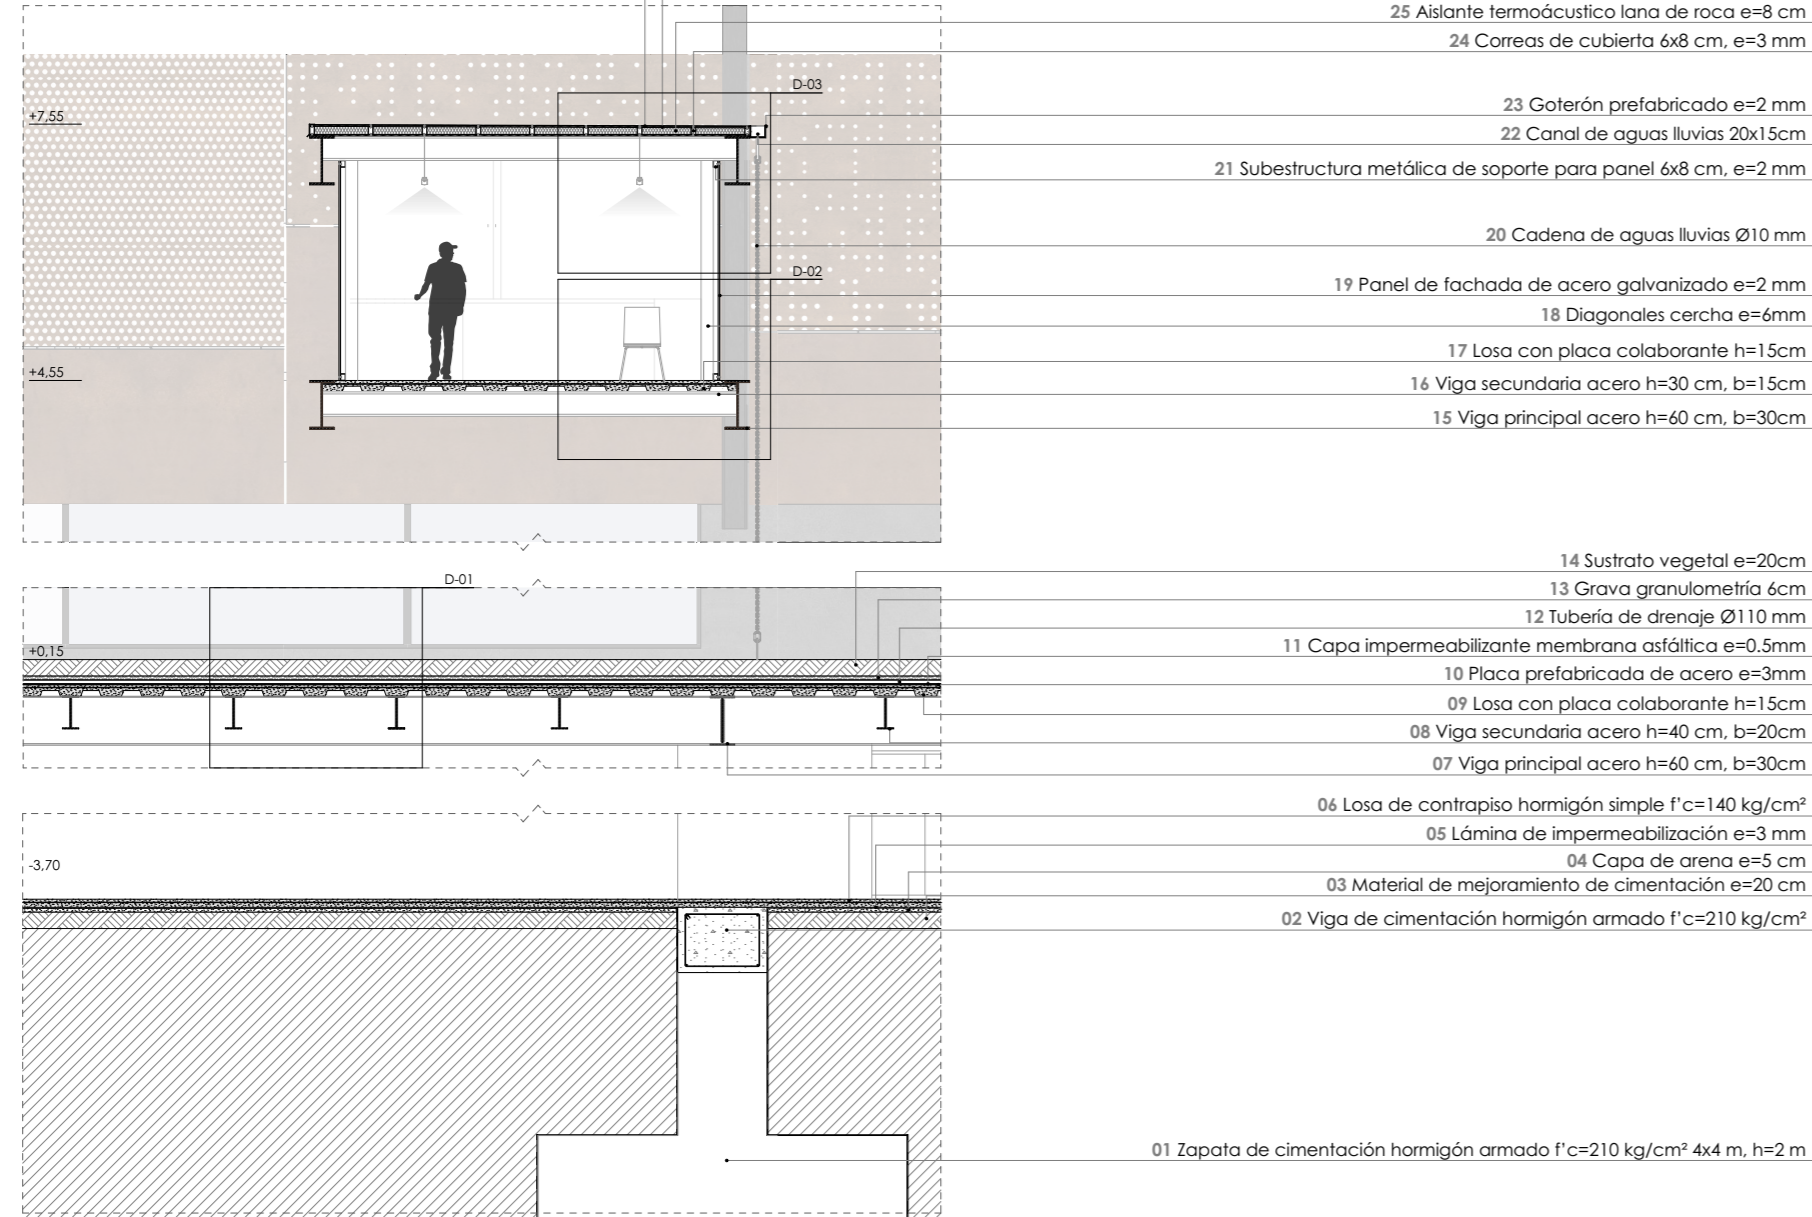 25 Aislante termoácustico lana de roca e=8 cm
24 Correas de cubierta 6x8 cm, e=3 mm
D-03
23 Goterón prefabricado e=2 mm
+7,55
22 Canal de aguas lluvias 20x15cm
21 Subestructura metálica de soporte para panel 6x8 cm, e=2 mm
20 Cadena de aguas lluvias Ø10 mm
D-02
19 Panel de fachada de acero galvanizado e=2 mm
18 Diagonales cercha e=6mm
17 Losa con placa colaborante h=15cm
+4,55
16 Viga secundaria acero h=30 cm, b=15cm
15 Viga principal acero h=60 cm, b=30cm
14 Sustrato vegetal e=20cm
D-01
13 Grava granulometría 6cm
12 Tubería de drenaje Ø110 mm
11 Capa impermeabilizante membrana asfáltica e=0.5mm
+0,15
10 Placa prefabricada de acero e=3mm
09 Losa con placa colaborante h=15cm
08 Viga secundaria acero h=40 cm, b=20cm
07 Viga principal acero h=60 cm, b=30cm
06 Losa de contrapiso hormigón simple f'c=140 kg/cm²
05 Lámina de impermeabilización e=3 mm
04 Capa de arena e=5 cm
-3,70
03 Material de mejoramiento de cimentación e=20 cm
02 Viga de cimentación hormigón armado f'c=210 kg/cm²
01 Zapata de cimentación hormigón armado f'c=210 kg/cm² 4x4 m, h=2 m